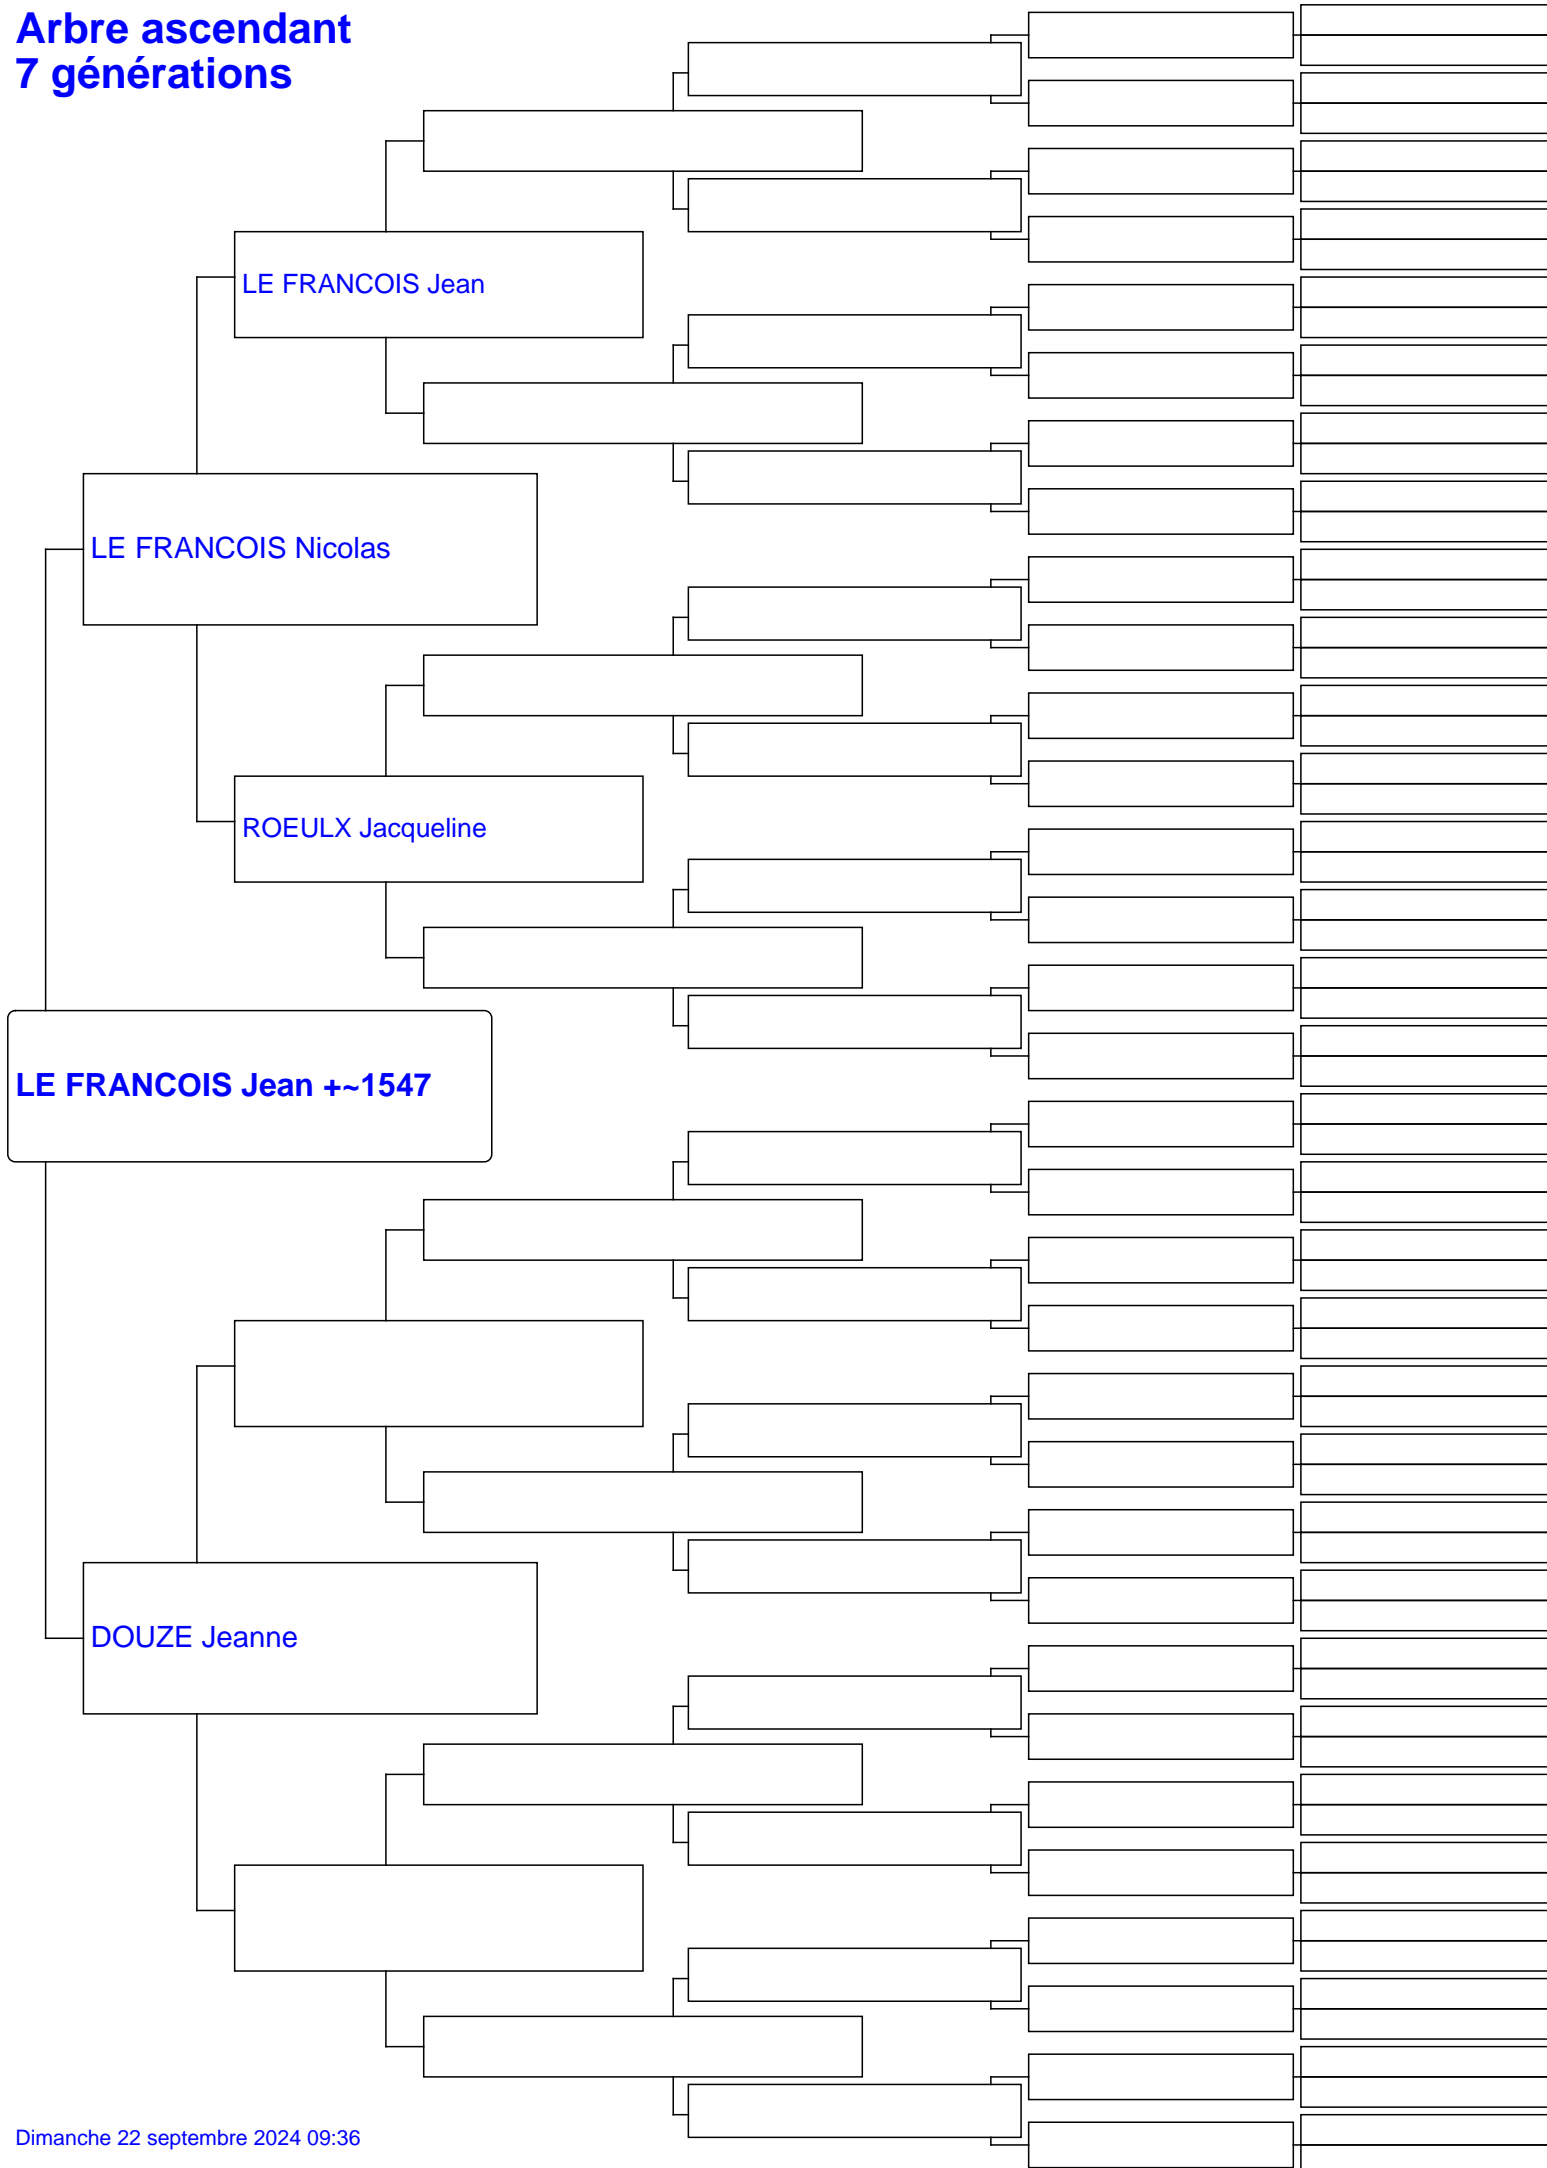 Arbre ascendant
7 générations
LE FRANCOIS Jean
LE FRANCOIS Nicolas
ROEULX Jacqueline
LE FRANCOIS Jean +~1547
DOUZE Jeanne
Dimanche 22 septembre 2024 09:36